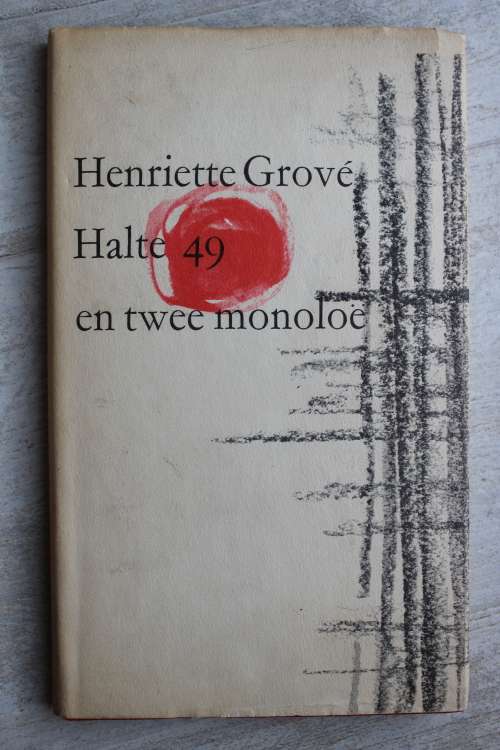 Henriette Grové
Halte 49
en twee monoloë